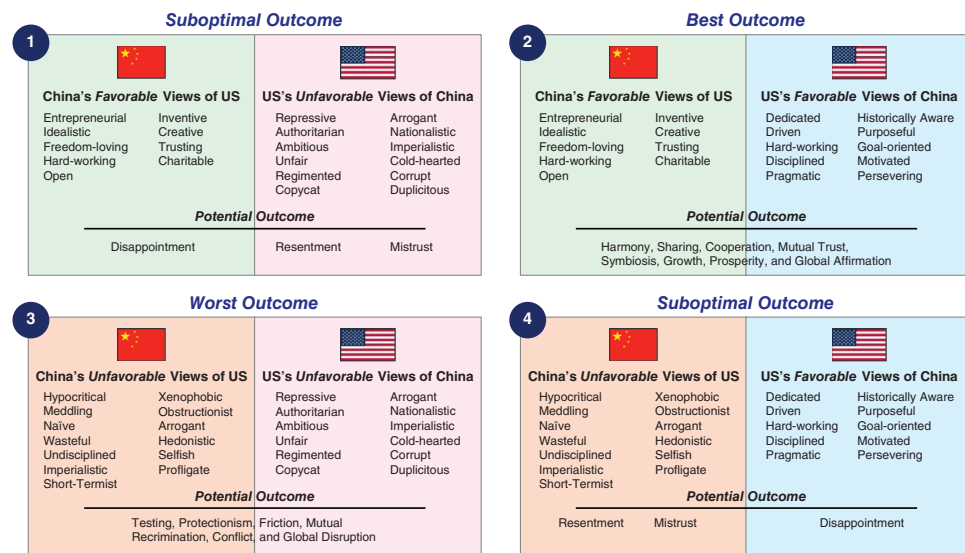 Suboptimal Outcome
1
China's Favorable Views of US
Entrepreneurial
Idealistic
Freedom-loving
Hard-working
Open
Inventive
Creative
Trusting
Charitable
US's Unfavorable Views of China
Repressive
Authoritarian
Ambitious
Unfair
Regimented
Copycat
Arrogant
Nationalistic
Imperialistic
Cold-hearted
Corrupt
Duplicitous
Potential Outcome
Disappointment
Resentment
Mistrust
Best Outcome
2
China's Favorable Views of US
Entrepreneurial
Idealistic
Freedom-loving
Hard-working
Open
Inventive
Creative
Trusting
Charitable
US's Favorable Views of China
Dedicated
Driven
Hard-working
Disciplined
Pragmatic
Historically Aware
Purposeful
Goal-oriented
Motivated
Persevering
Potential Outcome
Harmony, Sharing, Cooperation, Mutual Trust,
Symbiosis, Growth, Prosperity, and Global Affirmation
Worst Outcome
3
China's Unfavorable Views of US
Hypocritical
Meddling
Naïve
Wasteful
Undisciplined
Imperialistic
Short-Termist
Xenophobic
Obstructionist
Arrogant
Hedonistic
Selfish
Profligate
US's Unfavorable Views of China
Repressive
Authoritarian
Ambitious
Unfair
Regimented
Copycat
Arrogant
Nationalistic
Imperialistic
Cold-hearted
Corrupt
Duplicitous
Potential Outcome
Testing, Protectionism, Friction, Mutual
Recrimination, Conflict, and Global Disruption
Suboptimal Outcome
4
China's Unfavorable Views of US
Hypocritical
Meddling
Naïve
Wasteful
Undisciplined
Imperialistic
Short-Termist
Xenophobic
Obstructionist
Arrogant
Hedonistic
Selfish
Profligate
US's Favorable Views of China
Dedicated
Driven
Hard-working
Disciplined
Pragmatic
Historically Aware
Purposeful
Goal-oriented
Motivated
Persevering
Potential Outcome
Resentment
Mistrust
Disappointment